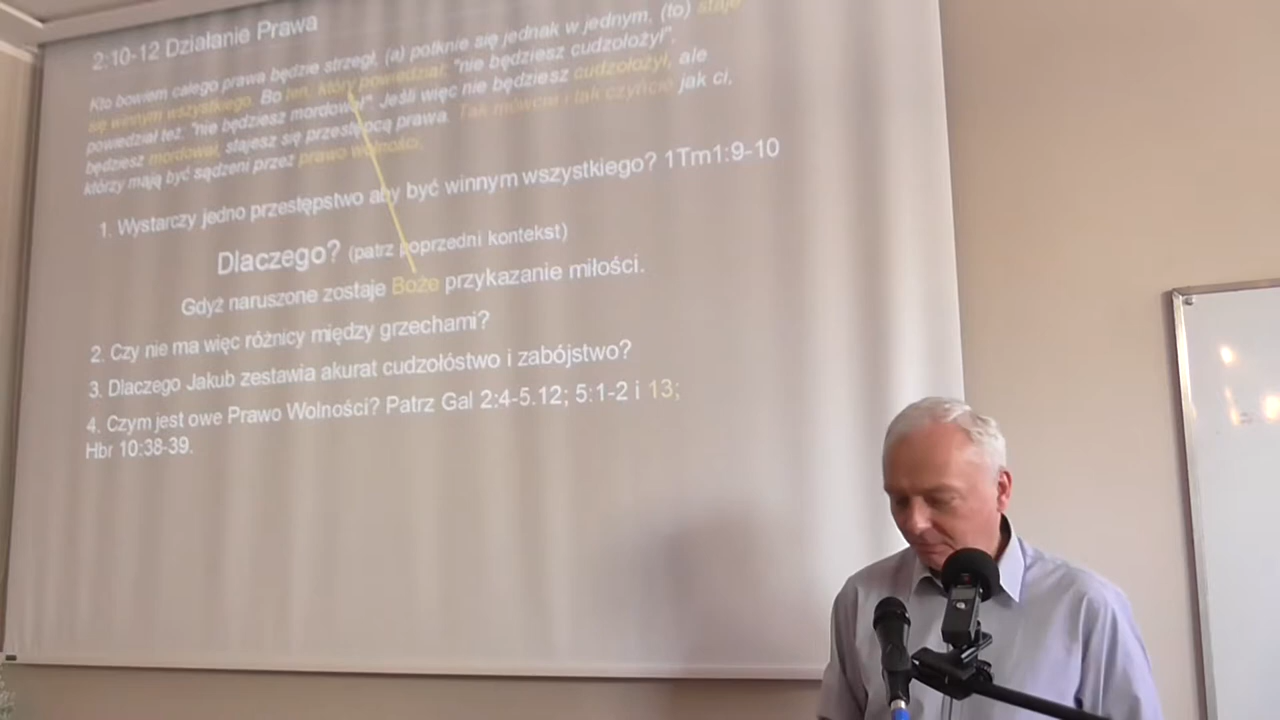 2:10-12 Działanie Prawa
Kto bowiem całego prawa będzie strzegł, (a) potknie się jednak w jednym, (to) staje
się winnym wszystkiego. Bo ten, który powiedział: "nie będziesz cudzołożył",
powiedział też: "nie będziesz mordował". Jeśli więc nie będziesz cudzołożył, ale
będziesz mordował, stajesz się przestępcą prawa. Tak mówcie i tak czyńcie jak ci,
którzy mają być sądzeni przez prawo wolności.
1. Wystarczy jedno przestępstwo aby być winnym wszystkiego? 1Tm1:9-10
Dlaczego? (patrz poprzedni kontekst)
Gdyż naruszone zostaje Boże przykazanie miłości.
2. Czy nie ma więc różnicy między grzechami?
3. Dlaczego Jakub zestawia akurat cudzołóstwo i zabójstwo?
4. Czym jest owe Prawo Wolności? Patrz Gal 2:4-5.12; 5:1-2 i 13;
Hbr 10:38-39.